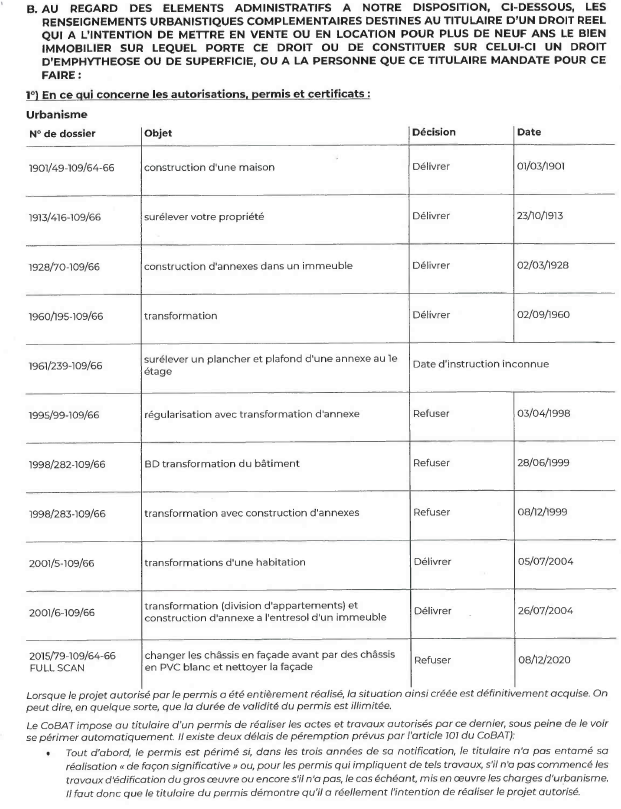 B. AU REGARD DES ELEMENTS ADMINISTRATIFS A NOTRE DISPOSITION, CI-DESSOUS, LES
RENSEIGNEMENTS URBANISTIQUES COMPLEMENTAIRES DESTINES AU TITULAIRE D'UN DROIT REEL
QUI A L'INTENTION DE METTRE EN VENTE OU EN LOCATION POUR PLUS DE NEUF ANS LE BIEN
IMMOBILIER SUR LEQUEL PORTE CE DROIT OU DE CONSTITUER SUR CELUI-CI UN DROIT
D'EMPHYTHEOSE OU DE SUPERFICIE, OU A LA PERSONNE QUE CE TITULAIRE MANDATE POUR CE
FAIRE :
1°) En ce qui concerne les autorisations, permis et certificats :
Urbanisme
N° de dossier Objet Décision Date
1901/49-109/64-66 construction d'une maison Délivrer 01/03/1901
1913/416-109/66 surélever votre propriété Délivrer 23/10/1913
1928/70-109/66 construction d'annexes dans un immeuble Délivrer 02/03/1928
1960/195-109/66 transformation Délivrer 02/09/1960
1961/239-109/66 surélever un plancher et plafond d'une annexe au 1e
étage Date d'instruction inconnue
1995/99-109/66 régularisation avec transformation d'annexe Refuser 03/04/1998
1998/282-109/66 BD transformation du bâtiment Refuser 28/06/1999
1998/283-109/66 transformation avec construction d'annexes Refuser 08/12/1999
2001/5-109/66 transformations d'une habitation Délivrer 05/07/2004
2001/6-109/66 transformation (division d'appartements) et
construction d'annexe a l'entresol d'un immeuble Délivrer 26/07/2004
2015/79-109/64-66 changer les châssis en façade avant par des châssis
FULL SCAN en PVC blanc et nettoyer la façade Refuser 08/12/2020
Lorsque le projet autorisé par le permis a été entièrement réalisé, la situation ainsi créée est définitivement acquise. On
peut dire, en quelque sorte, que la durée de validité du permis est illimitée.
Le CoBAT impose au titulaire d'un permis de réaliser les actes et travaux autorisés par ce dernier, sous peine de le voir
se périmer automatiquement. Il existe deux délais de péremption prévus par l'article 101 du CoBAT):
• Tout d'abord, le permis est périmé si, dans les trois années de sa notification, le titulaire n'a pas entamé sa
réalisation « de façon significative » ou, pour les permis qui impliquent de tels travaux, s'il n'a pas commencé les
travaux d'édification du gros œuvre ou encore s'il n'a pas, le cas échéant, mis en œuvre les charges d'urbanisme.
Il faut donc que le titulaire du permis démontre qu'il a réellement l'intention de réaliser le projet autorisé.